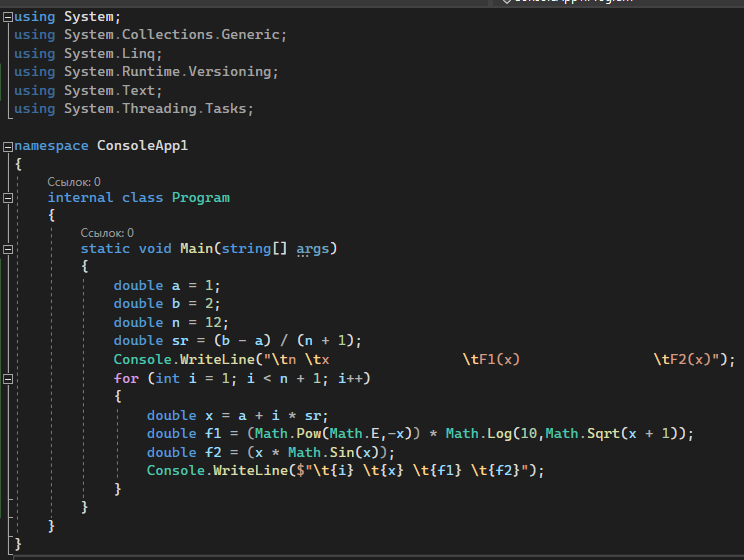 using System;
using System.Collections.Generic;
using System.Linq;
using System.Runtime.Versioning;
using System.Text;
using System.Threading.Tasks;
namespace ConsoleApp1
{
Ссылок: 0
internal class Program
{
Ссылок: 0
static void Main(string[] args)
{
double a = 1;
double b = 2;
double n = 12;
double sr = (b - a) / (n + 1);
Console.WriteLine("\tn \tx                \tF1(x)                \tF2(x)");
for (int i = 1; i < n + 1; i++)
{
double x = a + i * sr;
double f1 = (Math.Pow(Math.E,-x)) * Math.Log(10,Math.Sqrt(x + 1));
double f2 = (x * Math.Sin(x));
Console.WriteLine($"\t{i} \t{x} \t{f1} \t{f2}");
}
}
}
}